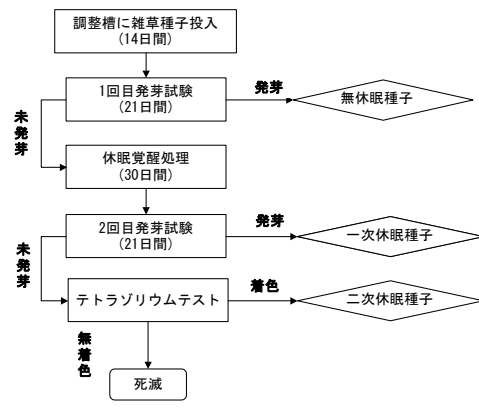 調整槽に雑草種子投入
(14日間)
1回目発芽試験
(21日間)
発芽
無休眠種子
未発芽
休眠覚醒処理
(30日間)
2回目発芽試験
(21日間)
発芽
一次休眠種子
未発芽
テトラゾリウムテスト
着色
二次休眠種子
無着色
死滅